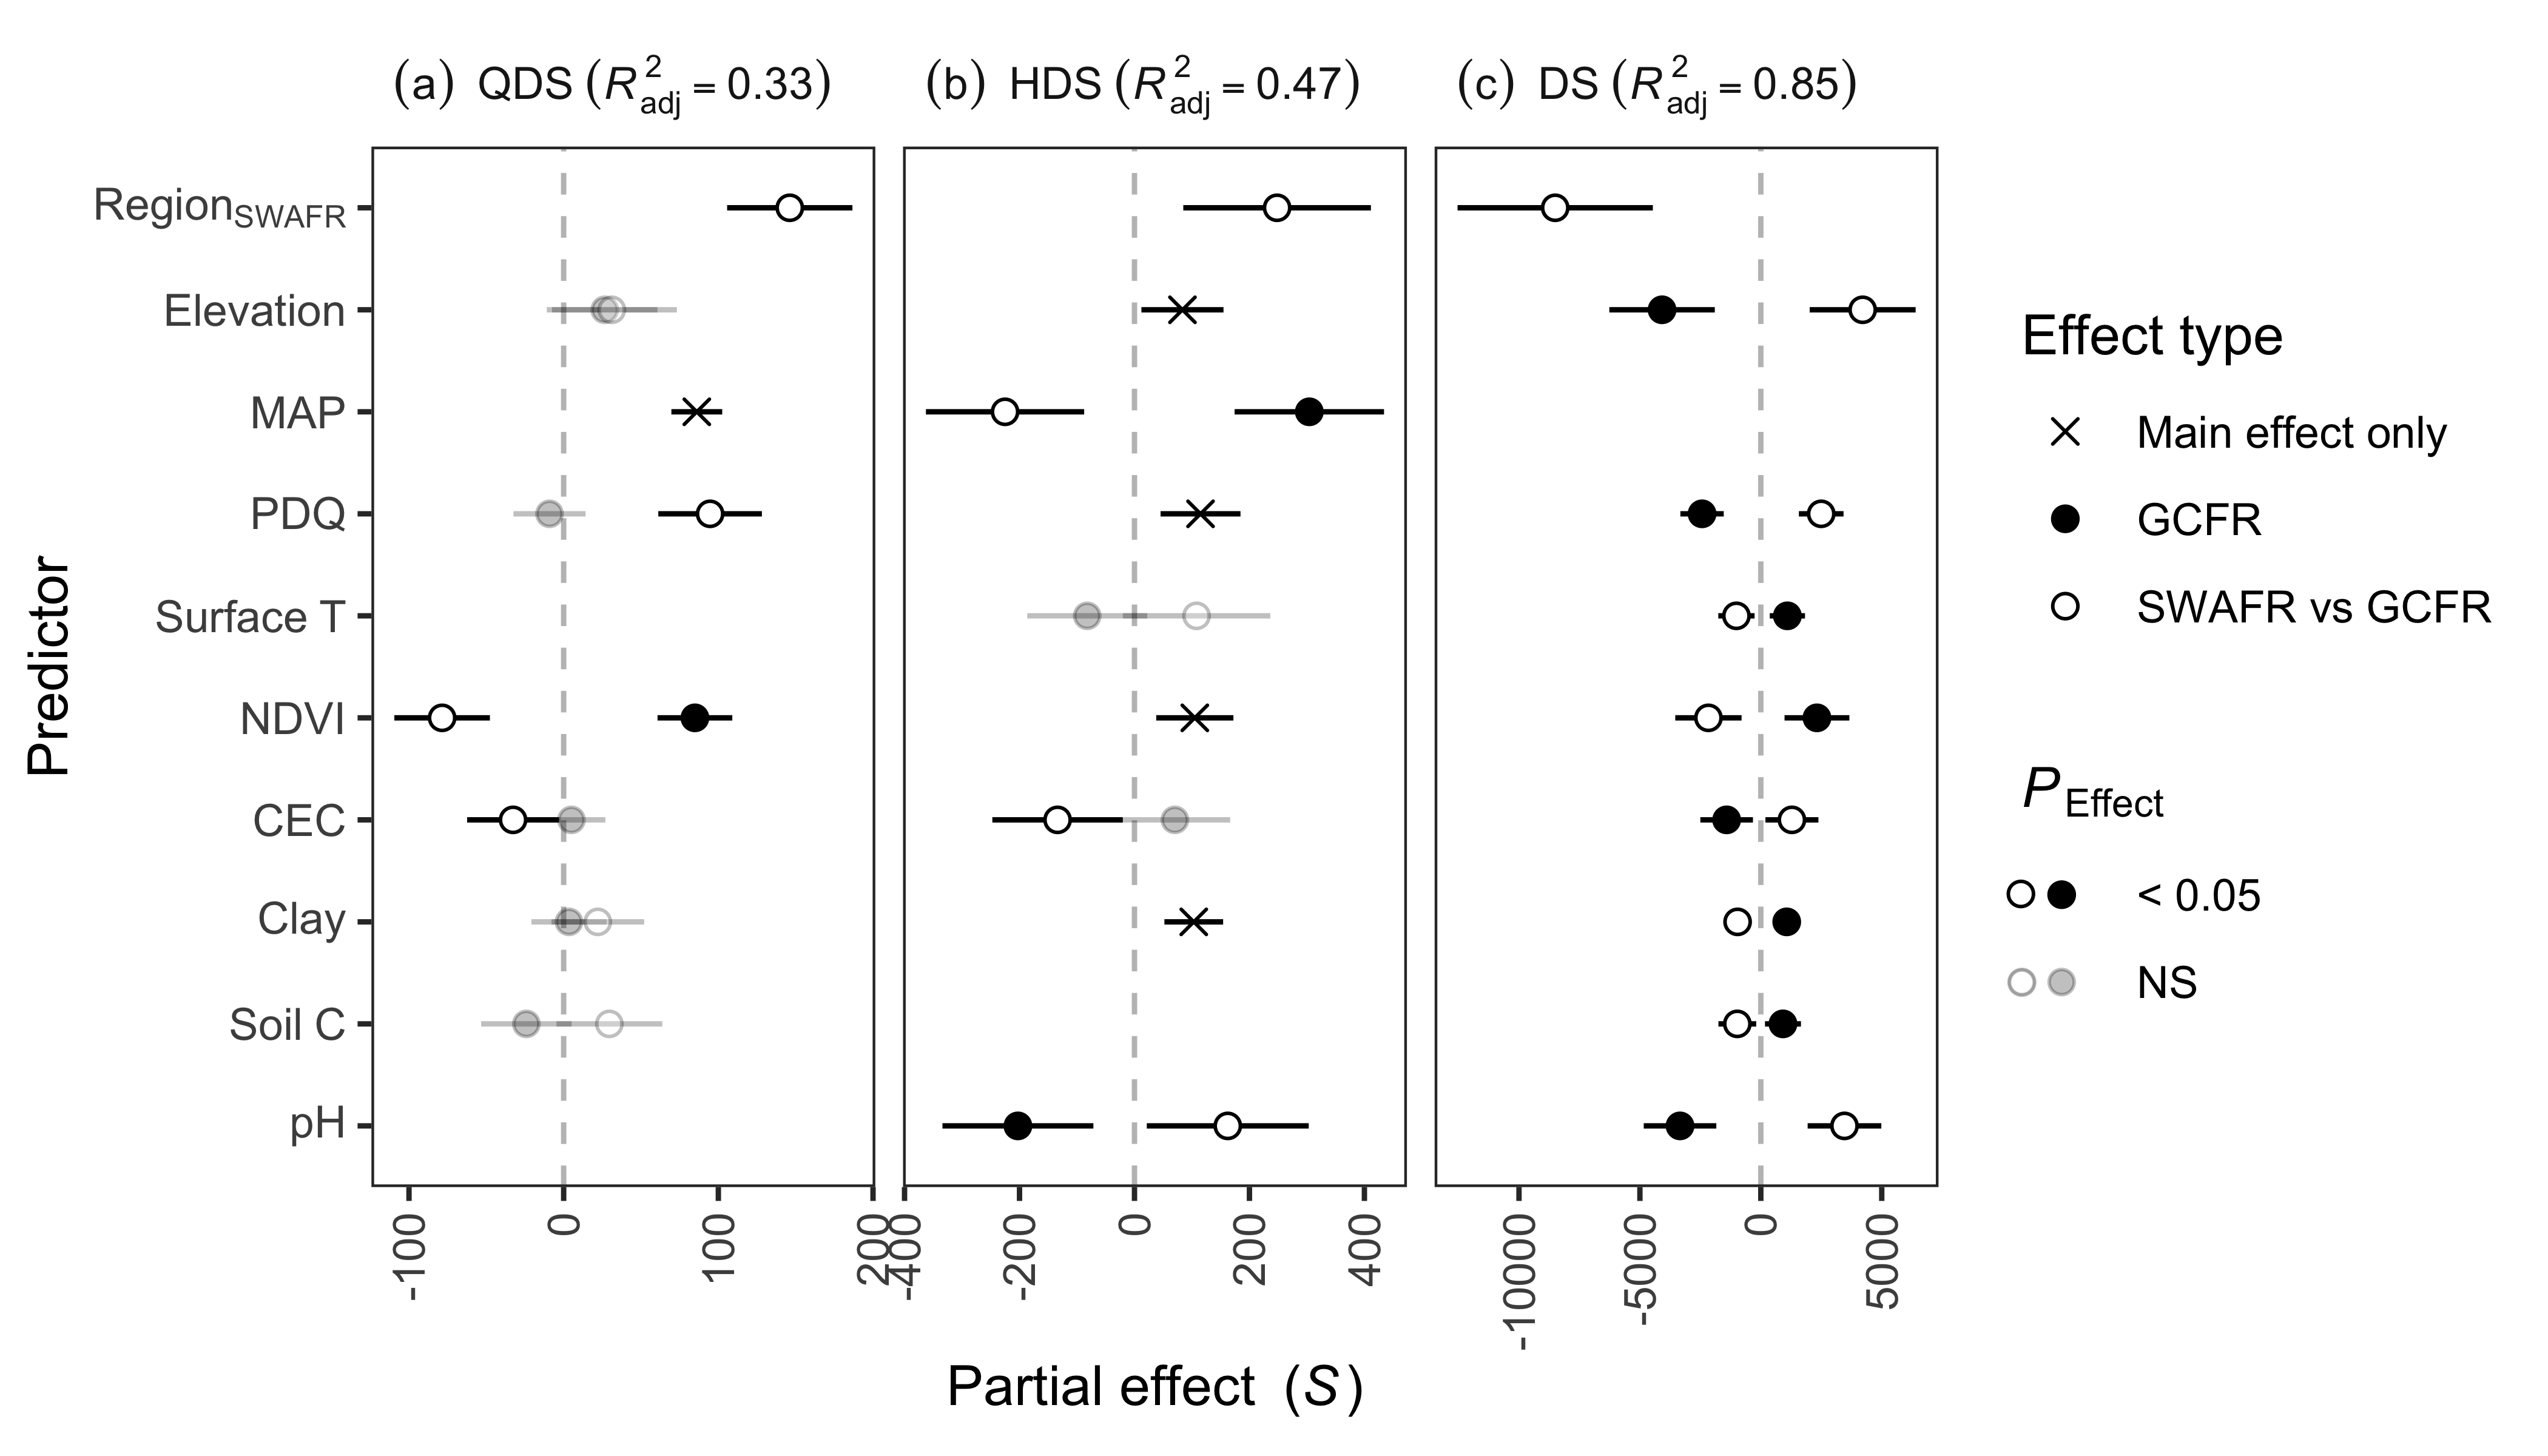 (a) QDS (R²adj = 0.33)
(b) HDS (R²adj = 0.47)
(c) DS (R²adj = 0.85)
Predictor
RegionSWAFR
Elevation
MAP
PDQ
Surface T
NDVI
CEC
Clay
Soil C
pH
-100
0
100
200
-400
-200
0
200
400
-10000
-5000
0
5000
Partial effect (S)
Effect type
Main effect only
GCFR
SWAFR vs GCFR
PEffect
< 0.05
NS